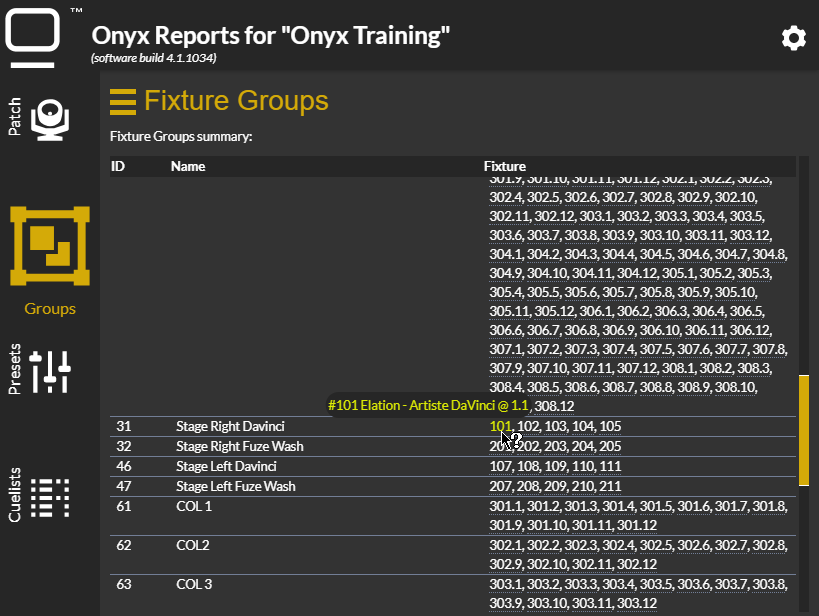 ™
Onyx Reports for "Onyx Training"
(software build 4.1.1034)
Patch
Groups
Presets
Cuelists
Fixture Groups
Fixture Groups summary:
ID Name Fixture
301.9, 301.10, 301.11, 301.12, 302.1, 302.2, 302.3,
302.4, 302.5, 302.6, 302.7, 302.8, 302.9, 302.10,
302.11, 302.12, 303.1, 303.2, 303.3, 303.4, 303.5,
303.6, 303.7, 303.8, 303.9, 303.10, 303.11, 303.12,
304.1, 304.2, 304.3, 304.4, 304.5, 304.6, 304.7, 304.8,
304.9, 304.10, 304.11, 304.12, 305.1, 305.2, 305.3,
305.4, 305.5, 305.6, 305.7, 305.8, 305.9, 305.10,
305.11, 305.12, 306.1, 306.2, 306.3, 306.4, 306.5,
306.6, 306.7, 306.8, 306.9, 306.10, 306.11, 306.12,
307.1, 307.2, 307.3, 307.4, 307.5, 307.6, 307.7, 307.8,
307.9, 307.10, 307.11, 307.12, 308.1, 308.2, 308.3,
308.4, 308.5, 308.6, 308.7, 308.8, 308.9, 308.10,
#101 Elation - Artiste DaVinci @ 1.1 , 308.12
31 Stage Right Davinci 101, 102, 103, 104, 105
32 Stage Right Fuze Wash 202, 203, 204, 205
46 Stage Left Davinci 107, 108, 109, 110, 111
47 Stage Left Fuze Wash 207, 208, 209, 210, 211
61 COL 1 301.1, 301.2, 301.3, 301.4, 301.5, 301.6, 301.7, 301.8,
301.9, 301.10, 301.11, 301.12
62 COL2 302.1, 302.2, 302.3, 302.4, 302.5, 302.6, 302.7, 302.8,
302.9, 302.10, 302.11, 302.12
63 COL 3 303.1, 303.2, 303.3, 303.4, 303.5, 303.6, 303.7, 303.8,
303.9, 303.10, 303.11, 303.12